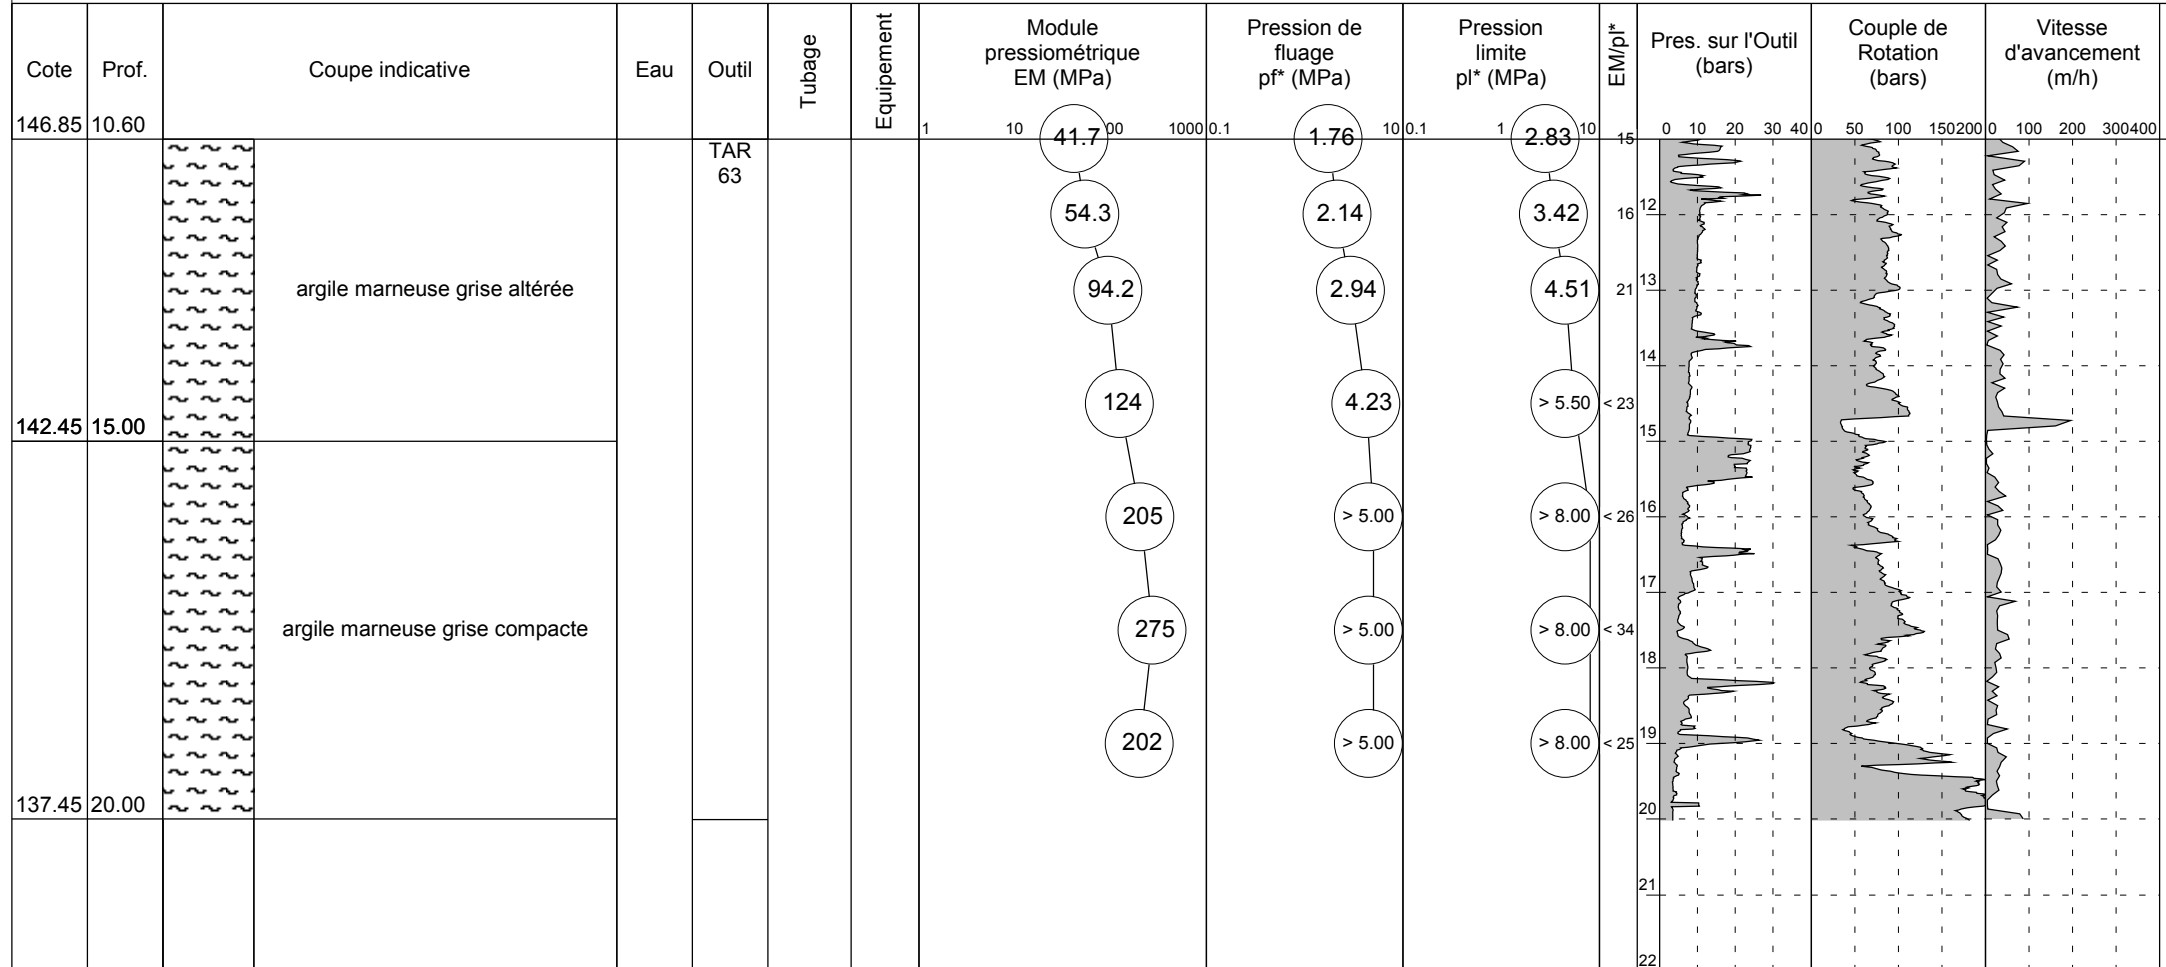 Cote
Prof.
Coupe indicative
Eau
Outil
Tubage
Equipement
Module
pressiométrique
EM (MPa)
Pression de
fluage
pf* (MPa)
Pression
limite
pl* (MPa)
EM/pl*
Pres. sur l'Outil
(bars)
Couple de
Rotation
(bars)
Vitesse
d'avancement
(m/h)
146.85 10.60
1 10 1000
0.1 10
0.1 1 10
0 10 20 30 40
0 50 100 150 200
0 100 200 300 400
TAR
63
41.7 1.76 2.83 15
54.3 2.14 3.42 16 12
argile marneuse grise altérée
94.2 2.94 4.51 21 13
14
124 4.23 > 5.50 < 23
142.45 15.00
15
205 > 5.00 > 8.00 < 26 16
17
argile marneuse grise compacte
275 > 5.00 > 8.00 < 34
18
202 > 5.00 > 8.00 < 25 19
137.45 20.00
20
21
22